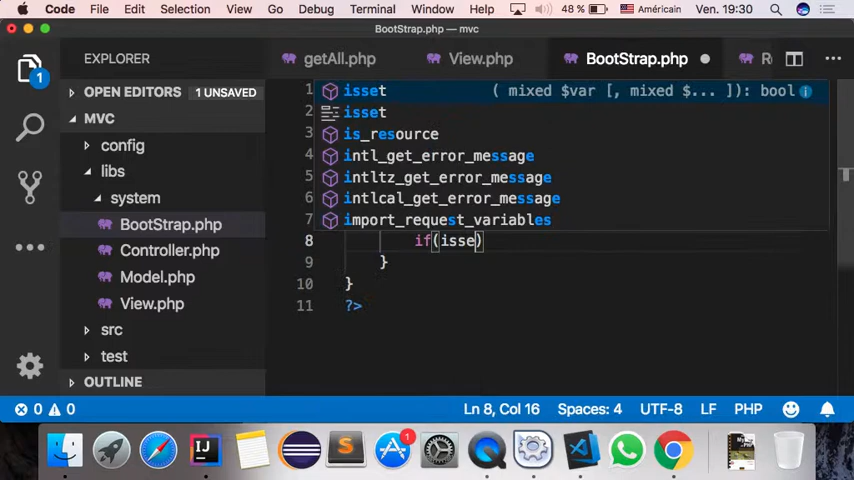 Code File Edit Selection View Go Debug Terminal Window Help 48 % Américain Ven. 19:30
BootStrap.php — mvc
EXPLORER getAll.php View.php BootStrap.php
OPEN EDITORS 1 UNSAVED
MVC
config
libs
system
BootStrap.php
Controller.php
Model.php
View.php
src
test
OUTLINE
1
isset ( mixed $var [, mixed $... ]): bool
2 isset
3 is_resource
4 intl_get_error_message
5 intltz_get_error_message
6 intlcal_get_error_message
7 import_request_variables
8 if(isse)
9 }
10 }
11 ?>
0 0 Ln 8, Col 16 Spaces: 4 UTF-8 LF PHP
1